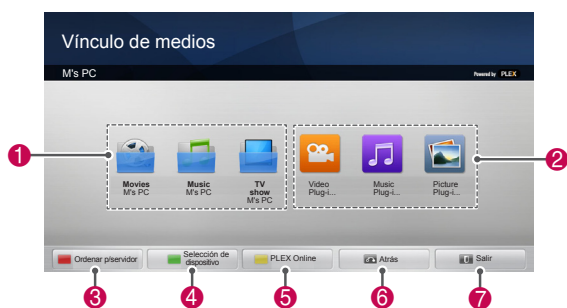 Vínculo de medios
M's PC
Powered by PLEX
1
2
Movies
M's PC
Music
M's PC
TV
show
M's PC
Video
Plug-i...
Music
Plug-i...
Picture
Plug-i...
Ordenar p/servidor
Selección de
dispositivo
PLEX Online
Atrás
Salir
3
4
5
6
7